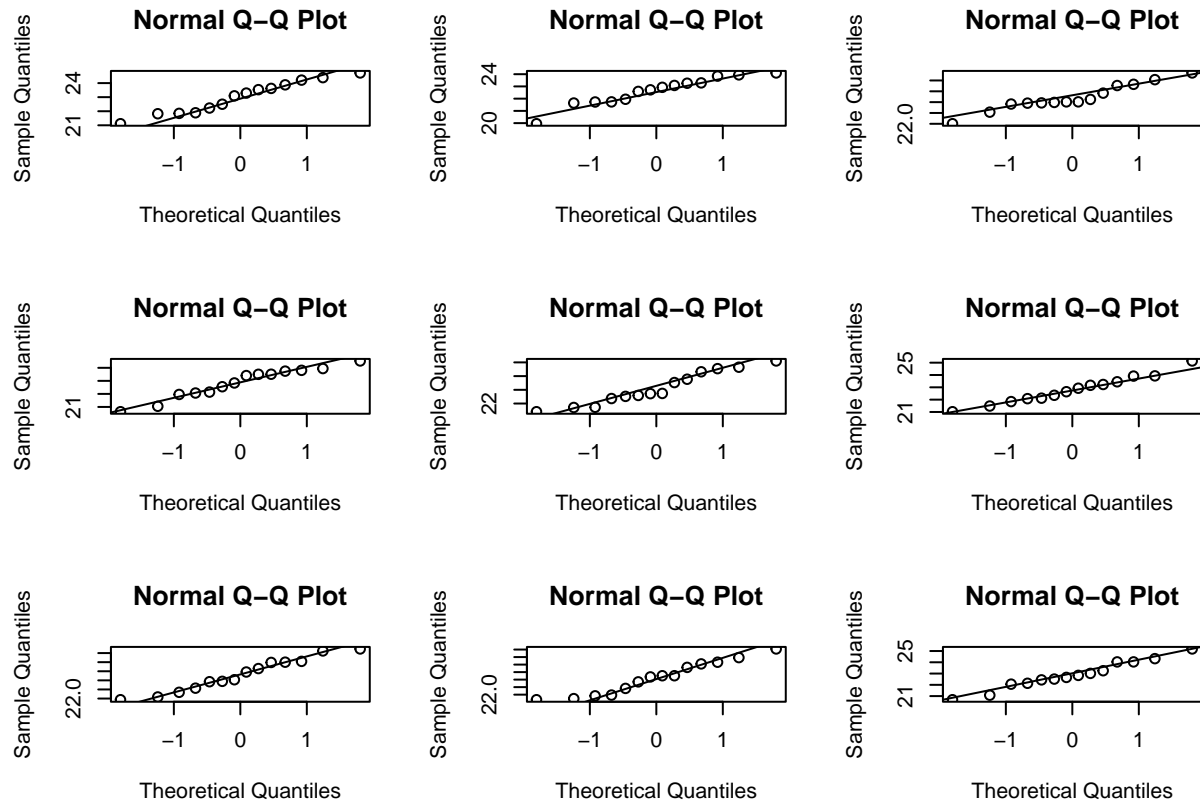 Normal Q−Q Plot
Sample Quantiles
24
21
−1 0 1
Theoretical Quantiles
Normal Q−Q Plot
Sample Quantiles
24
20
−1 0 1
Theoretical Quantiles
Normal Q−Q Plot
Sample Quantiles
22.0
−1 0 1
Theoretical Quantiles
Normal Q−Q Plot
Sample Quantiles
21
−1 0 1
Theoretical Quantiles
Normal Q−Q Plot
Sample Quantiles
22
−1 0 1
Theoretical Quantiles
Normal Q−Q Plot
Sample Quantiles
25
21
−1 0 1
Theoretical Quantiles
Normal Q−Q Plot
Sample Quantiles
22.0
−1 0 1
Theoretical Quantiles
Normal Q−Q Plot
Sample Quantiles
22.0
−1 0 1
Theoretical Quantiles
Normal Q−Q Plot
Sample Quantiles
25
21
−1 0 1
Theoretical Quantiles